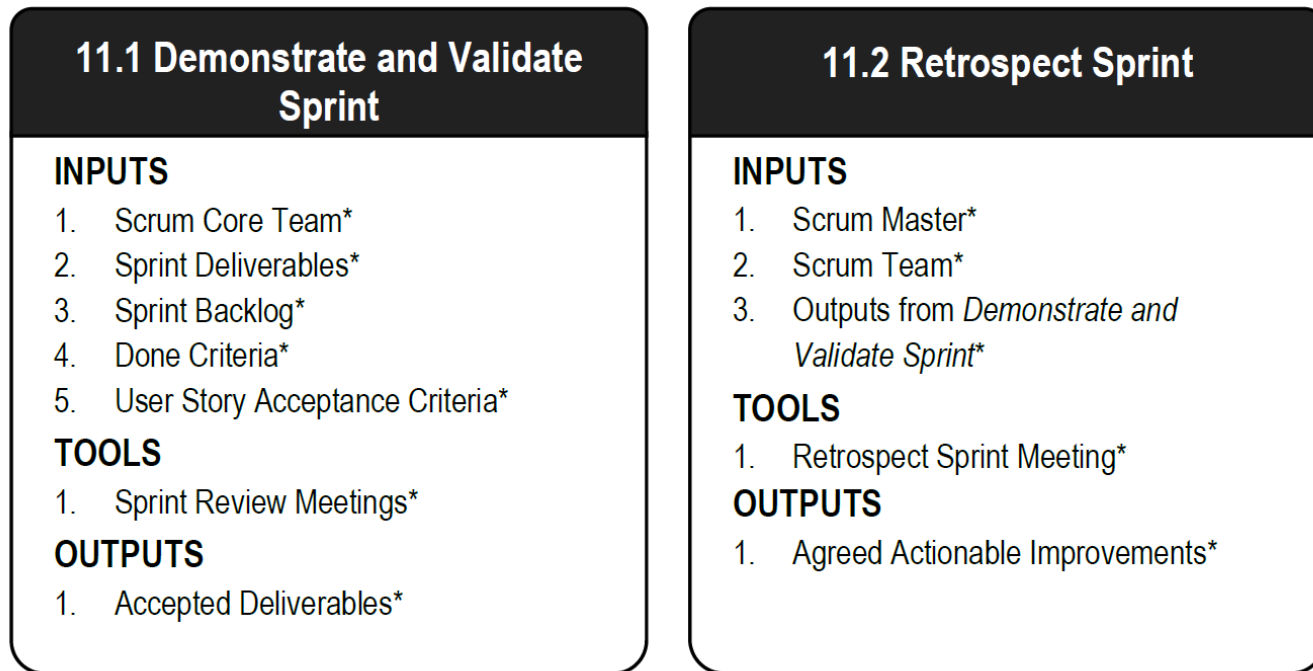 11.1 Demonstrate and Validate
Sprint
INPUTS
1. Scrum Core Team*
2. Sprint Deliverables*
3. Sprint Backlog*
4. Done Criteria*
5. User Story Acceptance Criteria*
TOOLS
1. Sprint Review Meetings*
OUTPUTS
1. Accepted Deliverables*
11.2 Retrospect Sprint
INPUTS
1. Scrum Master*
2. Scrum Team*
3. Outputs from Demonstrate and
Validate Sprint*
TOOLS
1. Retrospect Sprint Meeting*
OUTPUTS
1. Agreed Actionable Improvements*